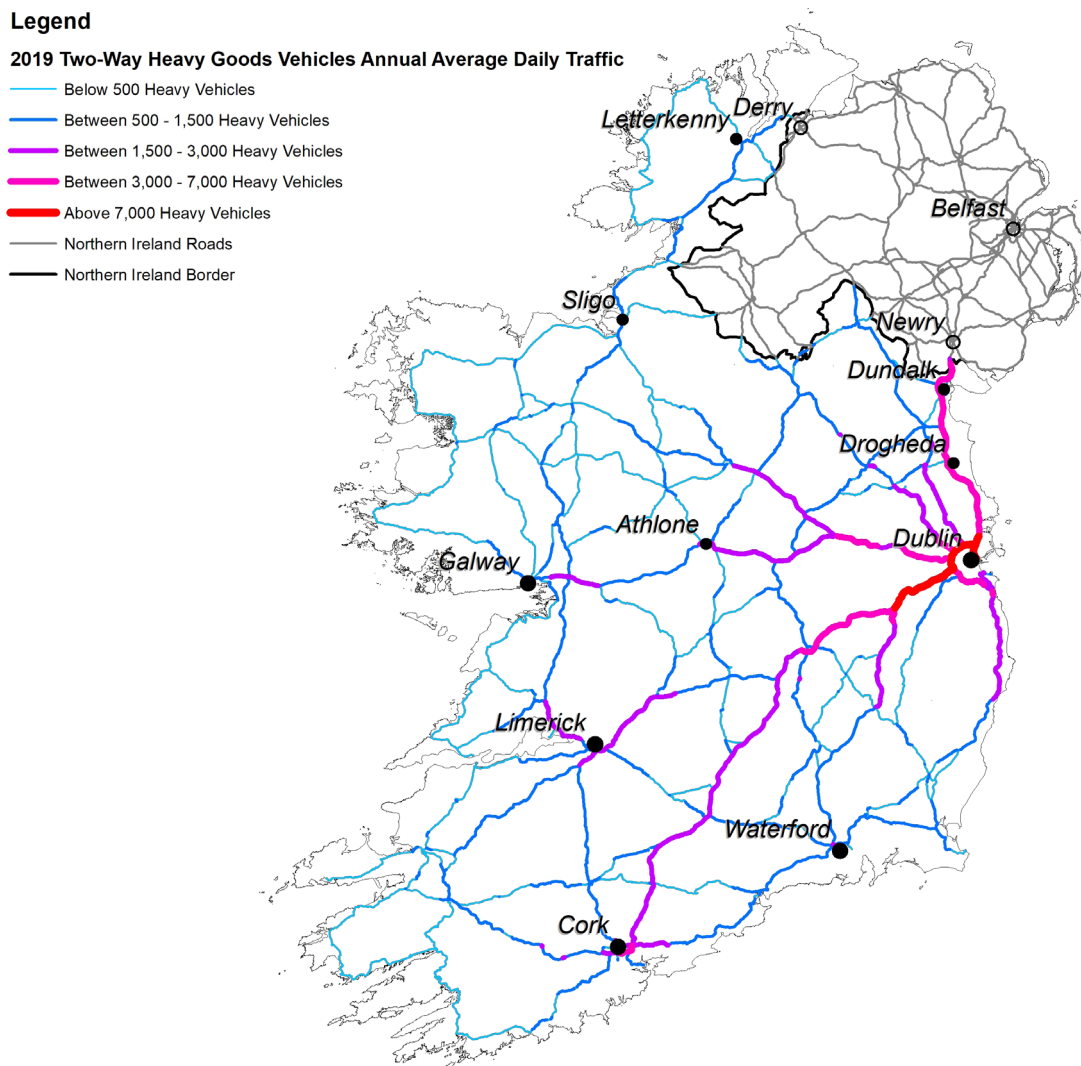 Legend
2019 Two-Way Heavy Goods Vehicles Annual Average Daily Traffic
Below 500 Heavy Vehicles
Between 500 - 1,500 Heavy Vehicles
Between 1,500 - 3,000 Heavy Vehicles
Between 3,000 - 7,000 Heavy Vehicles
Above 7,000 Heavy Vehicles
Northern Ireland Roads
Northern Ireland Border
Derry
Letterkenny
Belfast
Sligo
Newry
Dundalk
Drogheda
Athlone
Dublin
Galway
Limerick
Waterford
Cork